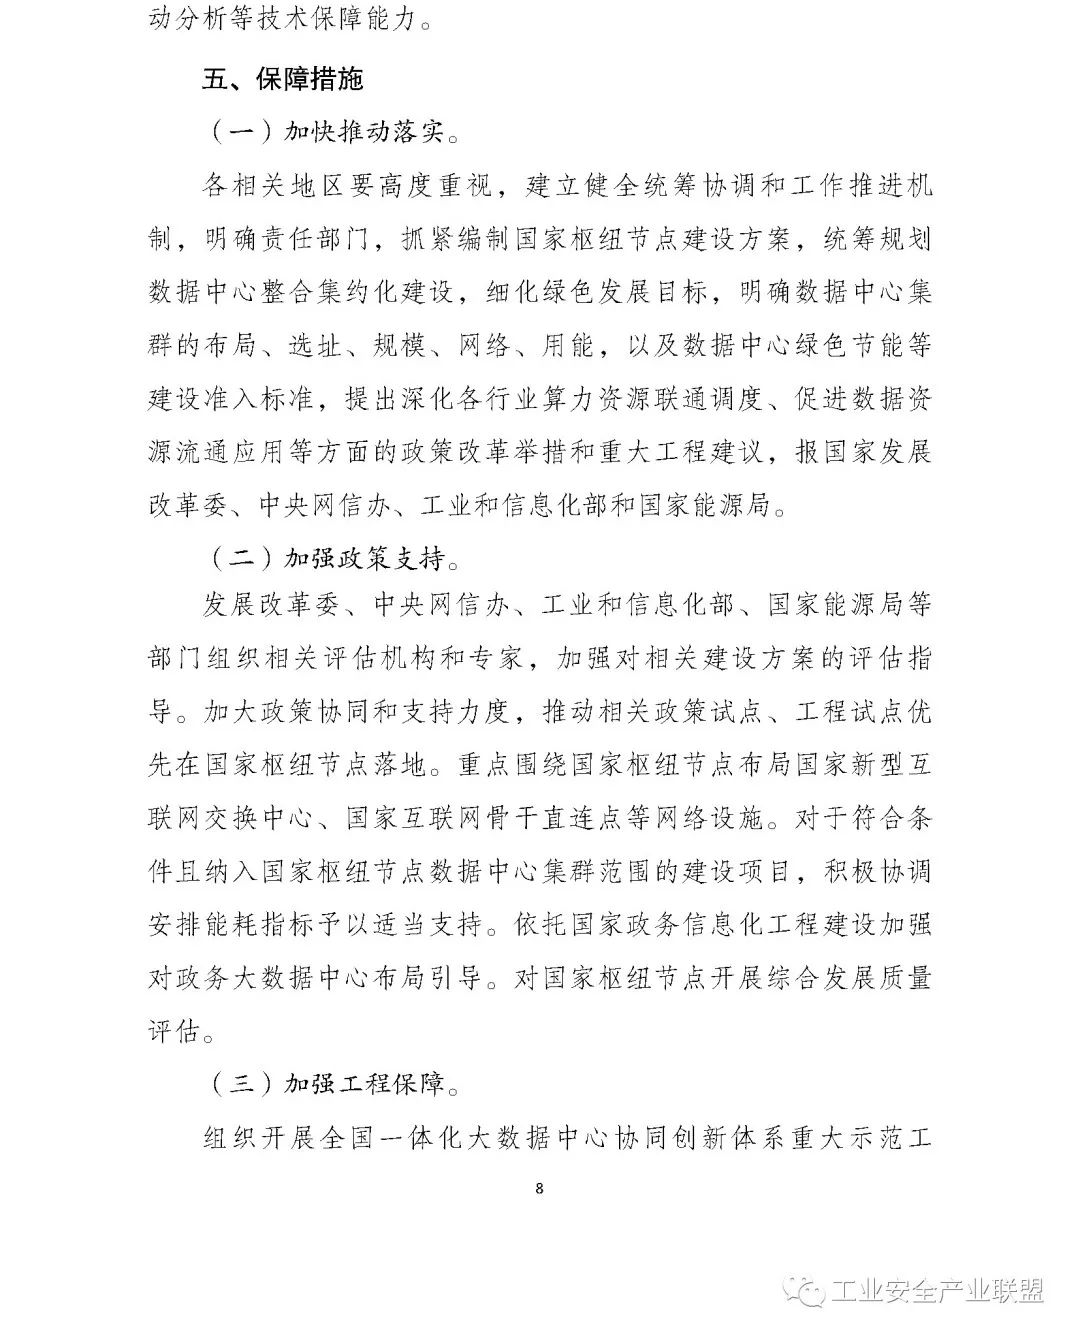 动分析等技术保障能力。
五、保障措施
（一）加快推动落实。
各相关地区要高度重视，建立健全统筹协调和工作推进机
制，明确责任部门，抓紧编制国家枢纽节点建设方案，统筹规划
数据中心整合集约化建设，细化绿色发展目标，明确数据中心集
群的布局、选址、规模、网络、用能，以及数据中心绿色节能等
建设准入标准，提出深化各行业算力资源联通调度、促进数据资
源流通应用等方面的政策改革举措和重大工程建议，报国家发展
改革委、中央网信办、工业和信息化部和国家能源局。
（二）加强政策支持。
发展改革委、中央网信办、工业和信息化部、国家能源局等
部门组织相关评估机构和专家，加强对相关建设方案的评估指
导。加大政策协同和支持力度，推动相关政策试点、工程试点优
先在国家枢纽节点落地。重点围绕国家枢纽节点布局国家新型互
联网交换中心、国家互联网骨干直连点等网络设施。对于符合条
件且纳入国家枢纽节点数据中心集群范围的建设项目，积极协调
安排能耗指标予以适当支持。依托国家政务信息化工程建设加强
对政务大数据中心布局引导。对国家枢纽节点开展综合发展质量
评估。
（三）加强工程保障。
组织开展全国一体化大数据中心协同创新体系重大示范工
8
工业安全产业联盟